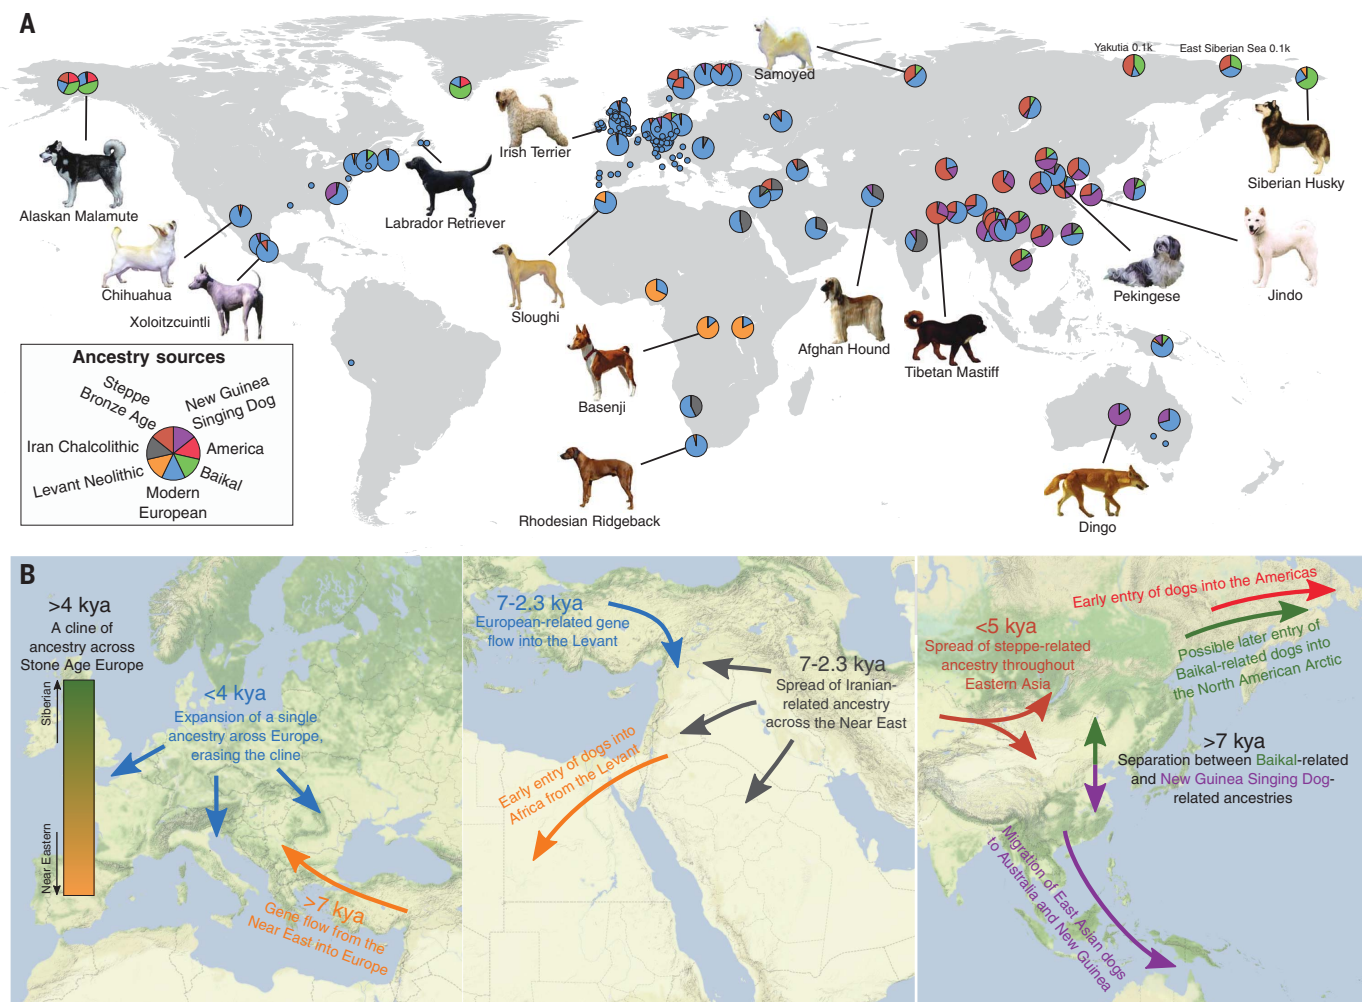 A
Samoyed
Yakutia 0.1k
East Siberian Sea 0.1k
Irish Terrier
Siberian Husky
Alaskan Malamute
Labrador Retriever
Chihuahua
Xoloitzcuintli
Sloughi
Pekingese
Jindo
Afghan Hound
Tibetan Mastiff
Basenji
Rhodesian Ridgeback
Dingo
Ancestry sources
Steppe
Bronze Age
New Guinea
Singing Dog
Iran Chalcolithic
America
Levant Neolithic
Baikal
Modern
European
B
>4 kya
A cline of
ancestry across
Stone Age Europe
Siberian
Near Eastern
<4 kya
Expansion of a single
ancestry aross Europe,
erasing the cline
>7 kya
Gene flow from the
Near East into Europe
7-2.3 kya
European-related gene
flow into the Levant
7-2.3 kya
Spread of Iranian-
related ancestry
across the Near East
Early entry of dogs into
Africa from the Levant
Early entry of dogs into the Americas
<5 kya
Spread of steppe-related
ancestry throughout
Eastern Asia
Possible later entry of
Baikal-related dogs into
the North American Arctic
>7 kya
Separation between Baikal-related
and New Guinea Singing Dog-
related ancestries
Migration of East Asian dogs
to Australia and New Guinea